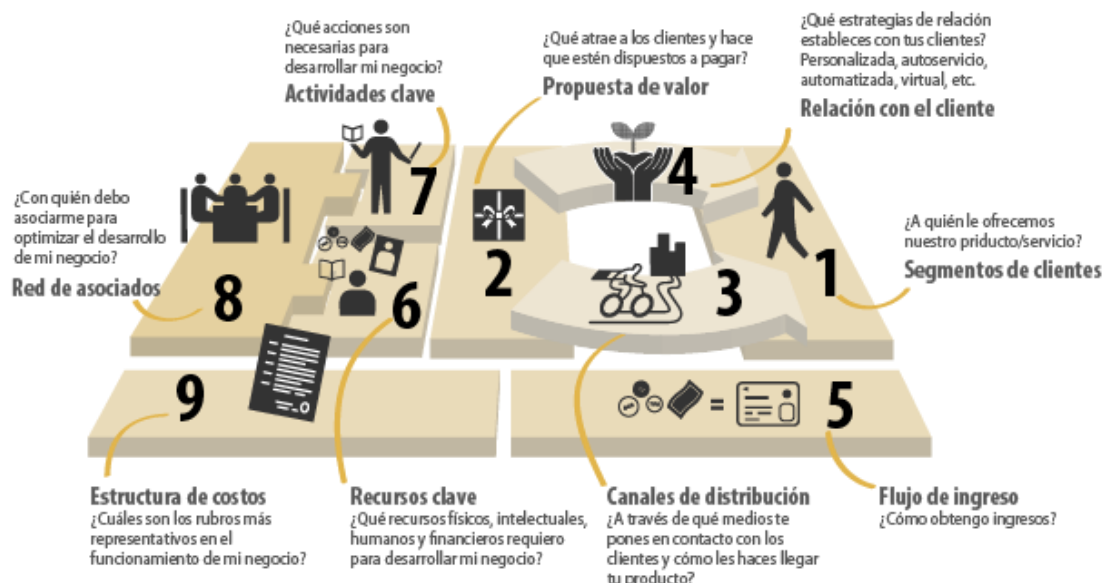 ¿Qué acciones son
necesarias para
desarrollar mi negocio?
Actividades clave
¿Qué atrae a los clientes y hace
que estén dispuestos a pagar?
Propuesta de valor
¿Qué estrategias de relación
estableces con tus clientes?
Personalizada, autoservicio,
automatizada, virtual, etc.
Relación con el cliente
¿Con quién debo
asociarme para
optimizar el desarrollo
de mi negocio?
Red de asociados
¿A quién le ofrecemos
nuestro priducto/servicio?
Segmentos de clientes
7
4
8
6
2
3
1
9
=
5
Estructura de costos
¿Cuáles son los rubros más
representativos en el
funcionamiento de mi negocio?
Recursos clave
¿Qué recursos físicos, intelectuales,
humanos y financieros requiero
para desarrollar mi negocio?
Canales de distribución
¿A través de qué medios te
pones en contacto con los
clientes y cómo les haces llegar
tu producto?
Flujo de ingreso
¿Cómo obtengo ingresos?